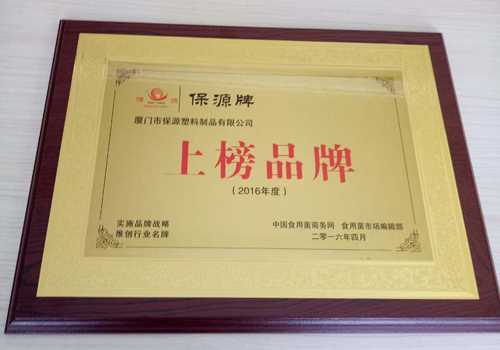 保源牌
厦门市保源塑料制品有限公司
上榜品牌
（2016年度）
实施品牌战略
推创行业名牌
中国食用菌商务网 食用菌市场编辑部
二零一六年四月